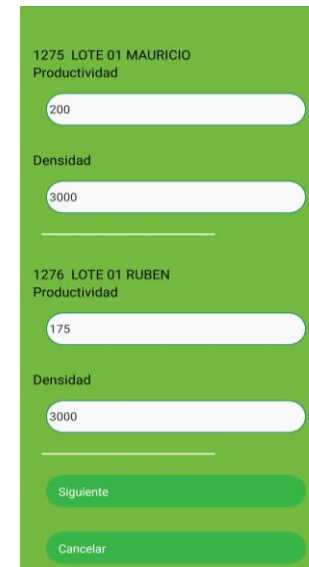 1275 LOTE 01 MAURICIO
Productividad
200
Densidad
3000
1276 LOTE 01 RUBEN
Productividad
175
Densidad
3000
Siguiente
Cancelar